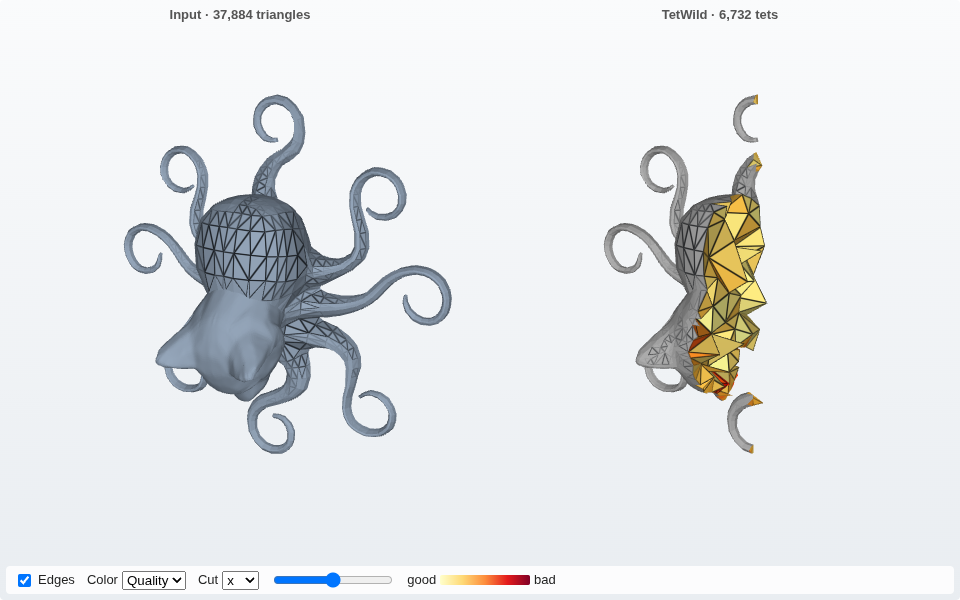 Input · 37,884 triangles
TetWild · 6,732 tets
Edges Color Quality Cut x good bad